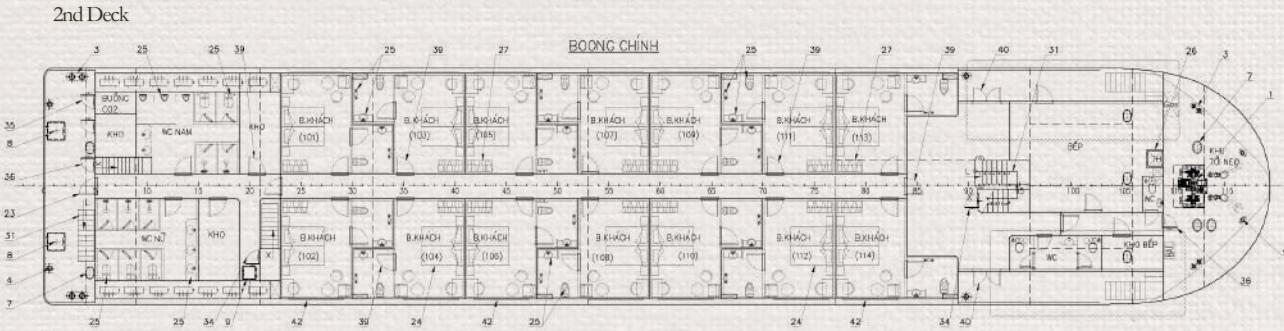 2nd Deck
BOONG CHÍNH
3 25 25 39 25 39 27 25 39 27 39 40 31 26 3
7
1
35
8
36
23
31
8
6
7
BUỒNG CO2
KHO
WC NAM
KHO
B.KHÁCH (101)
B.KHÁCH (103)
B.KHÁCH (105)
B.KHÁCH (107)
B.KHÁCH (109)
B.KHÁCH (111)
B.KHÁCH (113)
BẾP
Gas
KHU TỜI NEO
10 15 20 25 30 35 40 45 50 55 60 65 70 75 80 85 90 95 100 105 115
WC NỮ
KHO
B.KHÁCH (102)
B.KHÁCH (104)
B.KHÁCH (106)
B.KHÁCH (108)
B.KHÁCH (110)
B.KHÁCH (112)
B.KHÁCH (114)
WC
WC
KHO BẾP
38
25 25 34 9 42 39 24 42 25 24 42 34 40